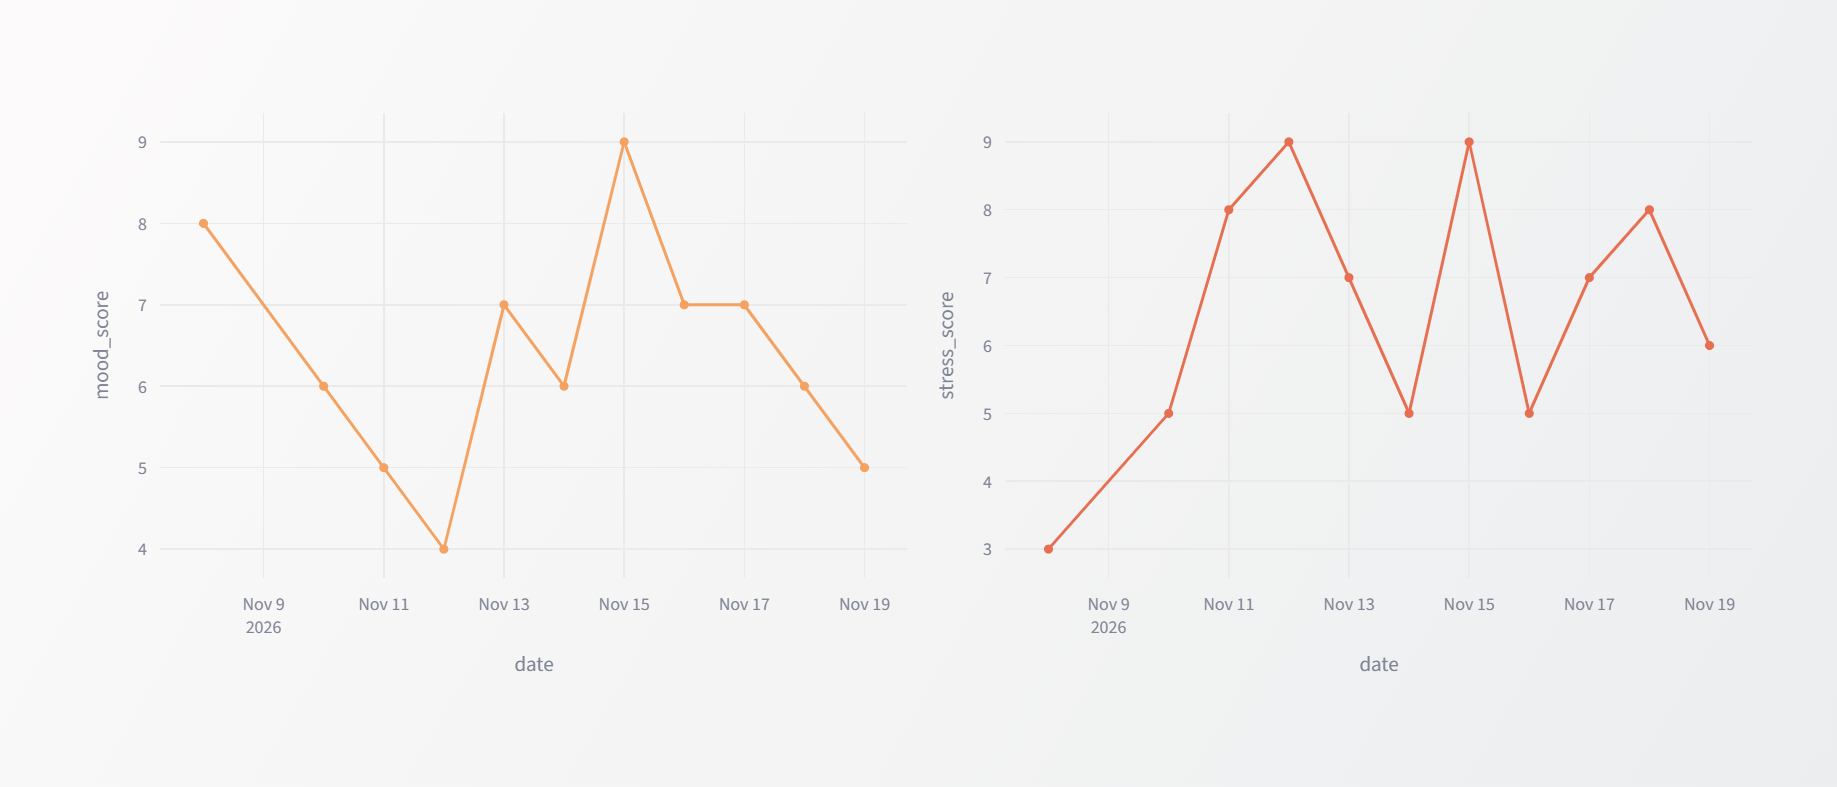 mood_score
9
8
7
6
5
4
Nov 9
2026
Nov 11
Nov 13
Nov 15
Nov 17
Nov 19
date
stress_score
9
8
7
6
5
4
3
Nov 9
2026
Nov 11
Nov 13
Nov 15
Nov 17
Nov 19
date